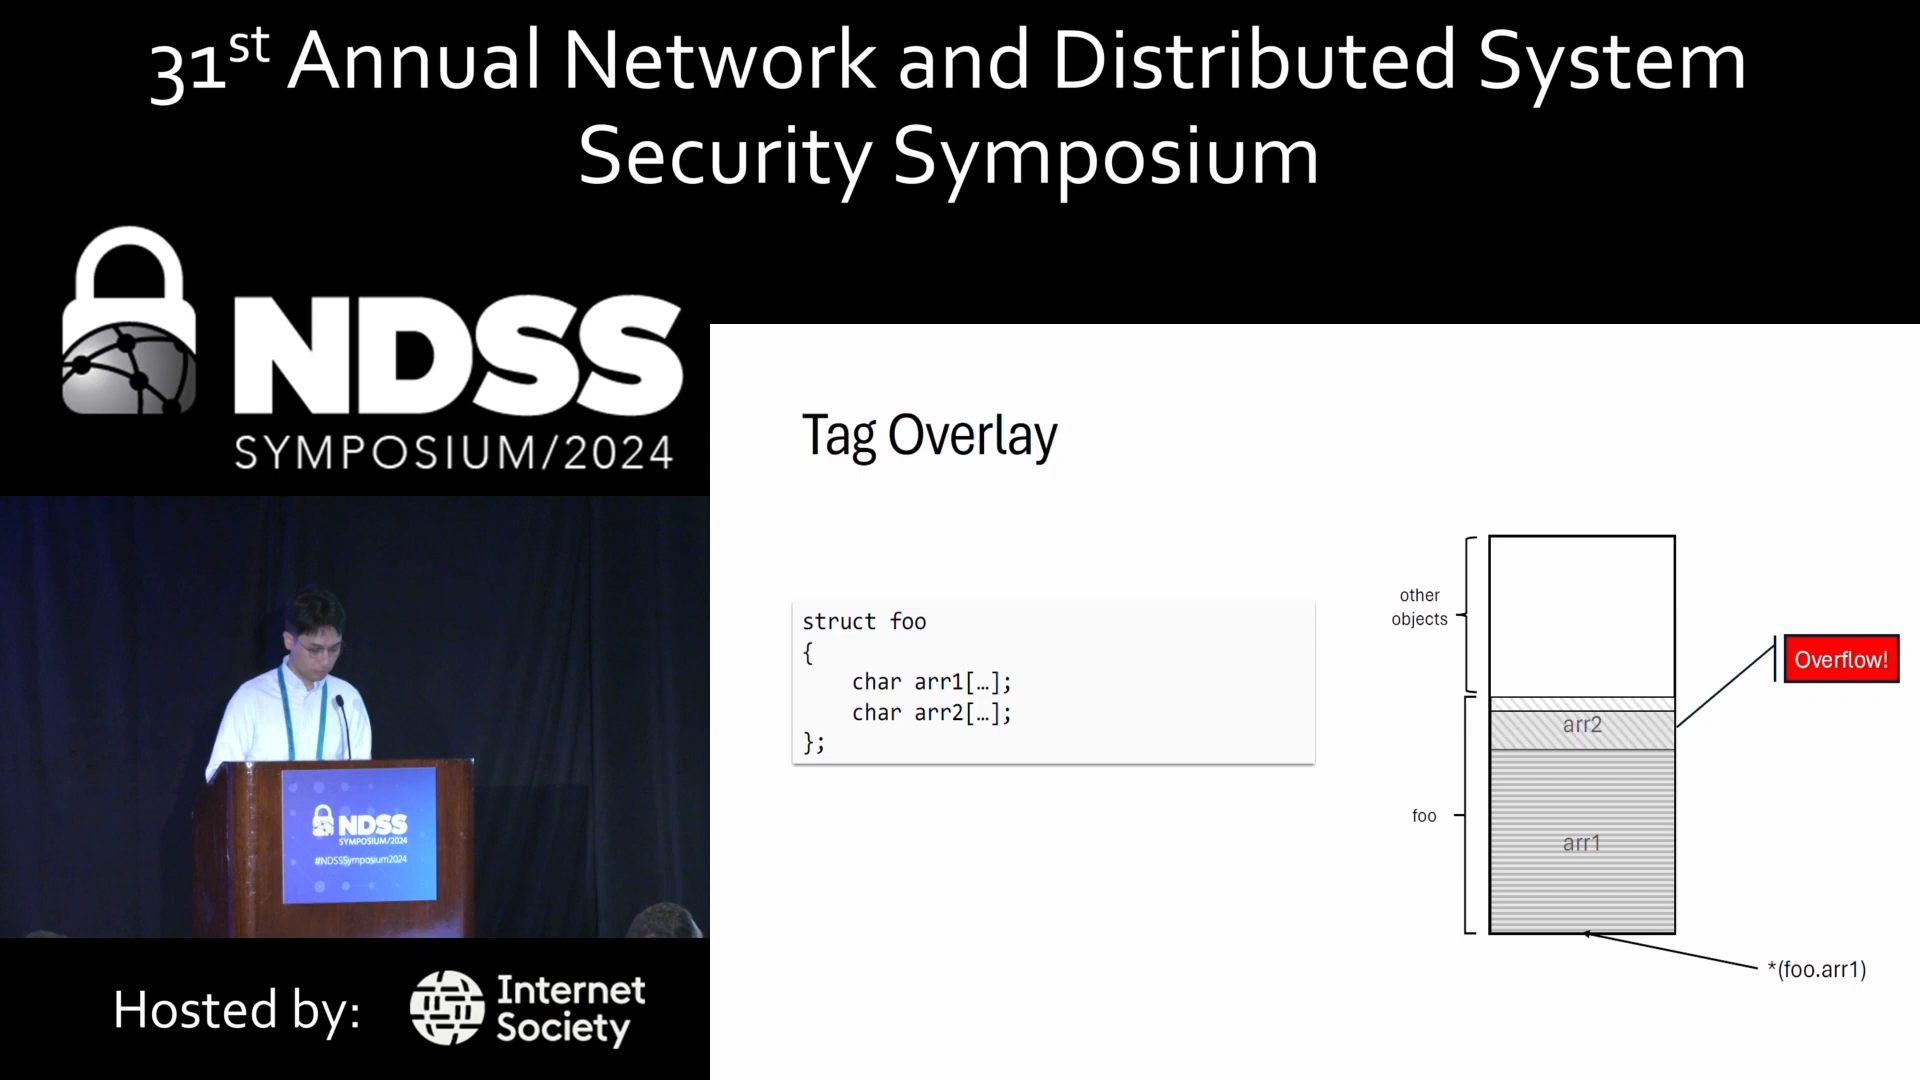 31st Annual Network and Distributed System
Security Symposium
NDSS
SYMPOSIUM/2024
Tag Overlay
struct foo
{
char arr1[…];
char arr2[…];
};
other
objects
foo
arr2
arr1
Overflow!
*(foo.arr1)
NDSS
SYMPOSIUM/2024
#NDSSSymposium2024
Hosted by:
Internet
Society